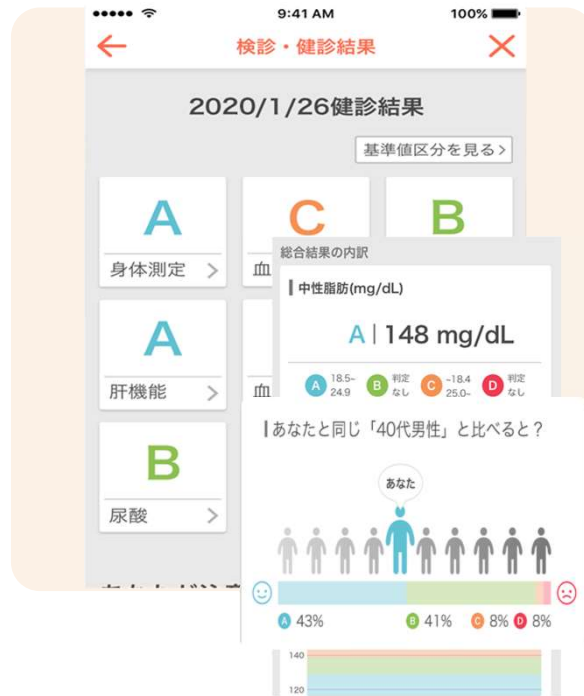 9:41 AM
100%
検診・健診結果
2020/1/26健診結果
基準値区分を見る>
A
C
B
身体測定 >
血
総合結果の内訳
中性脂肪(mg/dL)
A | 148 mg/dL
A 18.5-24.9 B 判定なし C -18.4 25.0- D 判定なし
A
肝機能 >
血
あなたと同じ「40代男性」と比べると？
あなた
B
尿酸 >
A 43% B 41% C 8% D 8%
140
120